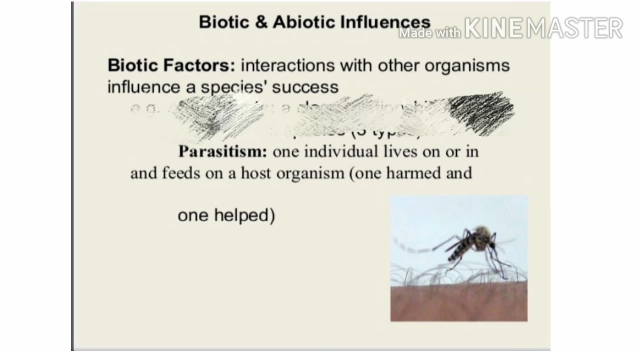 Biotic & Abiotic Influences
Made with KINEMASTER
Biotic Factors: interactions with other organisms
influence a species' success
Parasitism: one individual lives on or in
and feeds on a host organism (one harmed and
one helped)